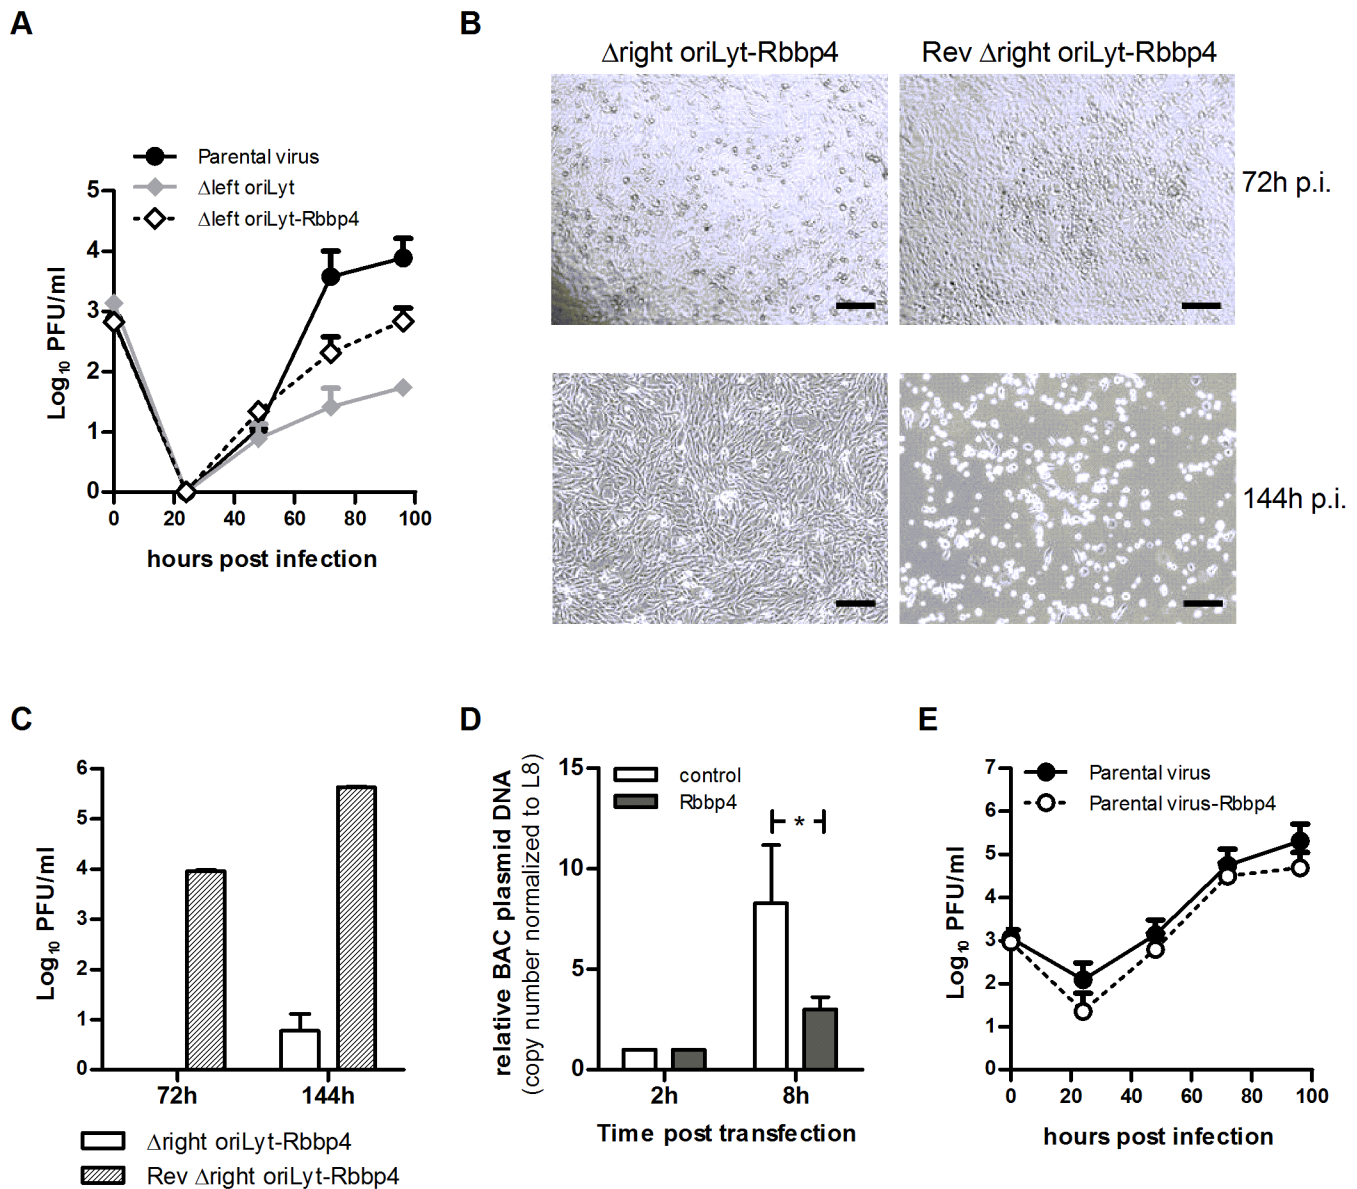 A
Parental virus
Δleft oriLyt
Δleft oriLyt-Rbbp4
5
4
3
2
1
0
Log10 PFU/ml
0 20 40 60 80 100
hours post infection
B
Δright oriLyt-Rbbp4
Rev Δright oriLyt-Rbbp4
72h p.i.
144h p.i.
C
6
5
4
3
2
1
0
Log10 PFU/ml
72h 144h
Δright oriLyt-Rbbp4
Rev Δright oriLyt-Rbbp4
D
relative BAC plasmid DNA
(copy number normalized to L8)
15
10
5
0
control
Rbbp4
*
2h 8h
Time post transfection
E
7
6
5
4
3
2
1
0
Log10 PFU/ml
Parental virus
Parental virus-Rbbp4
0 20 40 60 80 100
hours post infection